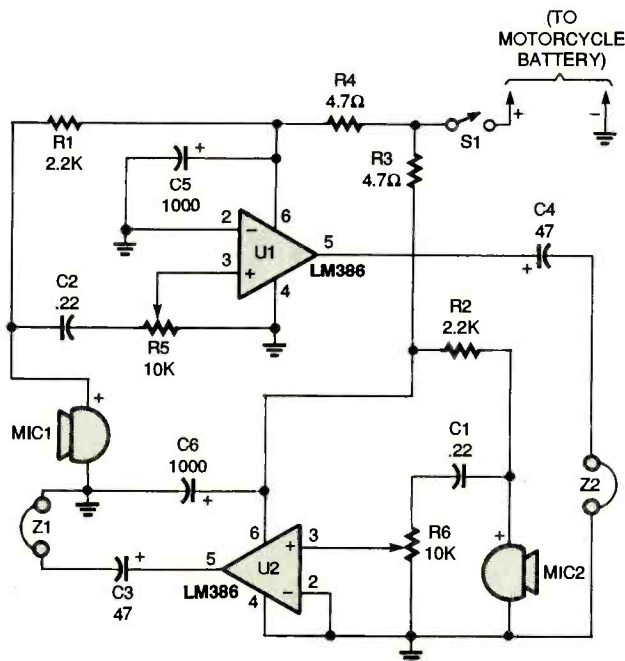 (TO
MOTORCYCLE
BATTERY)
R4
4.7Ω
+
−
S1
R1
2.2K
R3
4.7Ω
+
C5
1000
C4
47
+
2
−
6
U1
5
3
+
4
LM386
C2
.22
R5
10K
R2
2.2K
+
MIC1
C6
1000
+
C1
.22
Z2
Z1
6
3
+
R6
10K
+
MIC2
+
5
U2
2
−
4
LM386
C3
47